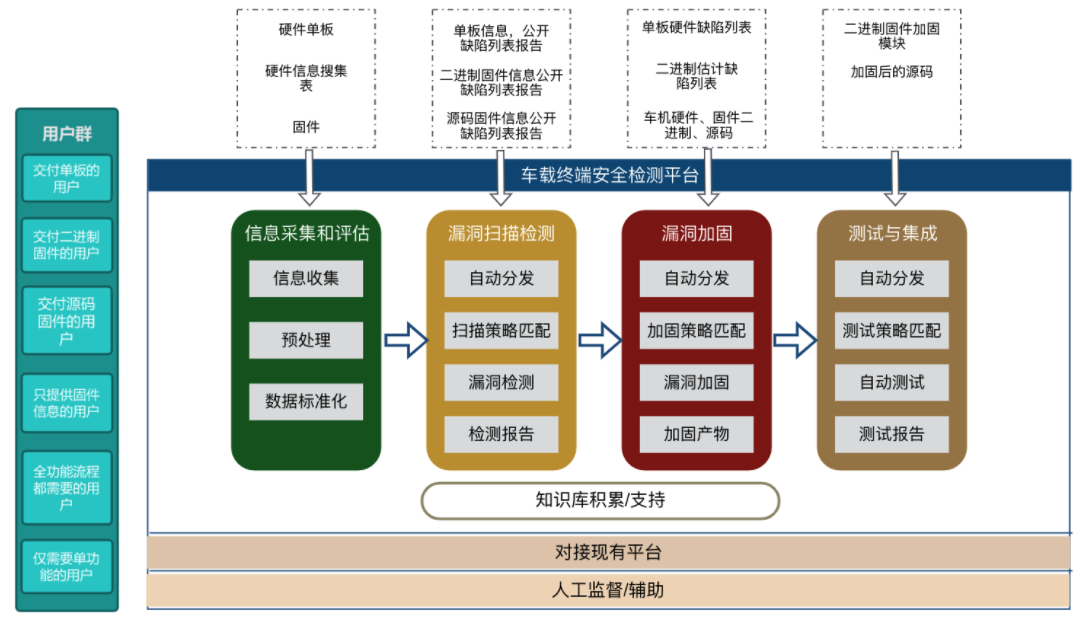 硬件单板
硬件信息搜集
表
固件
单板信息，公开
缺陷列表报告
二进制固件信息公开
缺陷列表报告
源码固件信息公开
缺陷列表报告
单板硬件缺陷列表
二进制估计缺
陷列表
车机硬件、固件二
进制、源码
二进制固件加固
模块
加固后的源码
用户群
交付单板的
用户
交付二进制
固件的用户
交付源码
固件的用
户
只提供固件
信息的用户
全功能流程
都需要的用
户
仅需要单功
能的用户
车载终端安全检测平台
信息采集和评估
信息收集
预处理
数据标准化
漏洞扫描检测
自动分发
扫描策略匹配
漏洞检测
检测报告
漏洞加固
自动分发
加固策略匹配
漏洞加固
加固产物
测试与集成
自动分发
测试策略匹配
自动测试
测试报告
知识库积累/支持
对接现有平台
人工监督/辅助